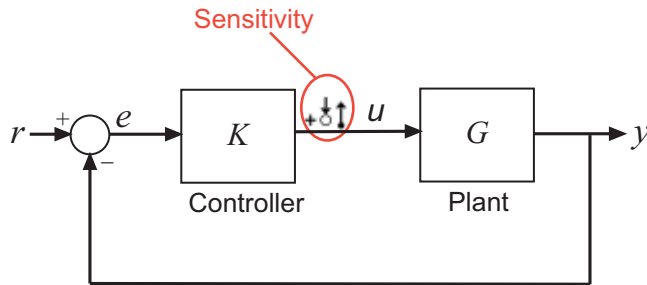 Sensitivity
r
+
−
e
K
+
u
G
y
Controller
Plant